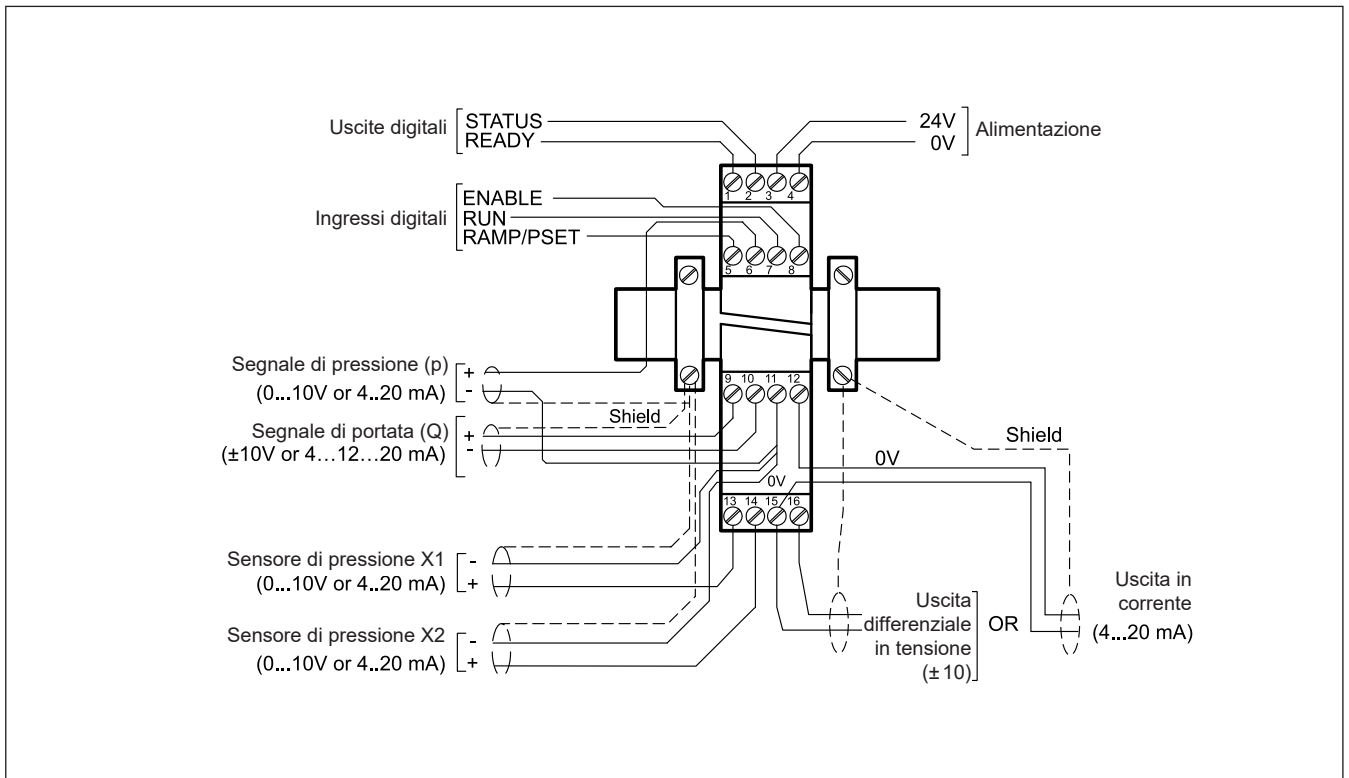 Uscite digitali
STATUS
READY
24V
0V
Alimentazione
1 2 3 4
Ingressi digitali
ENABLE
RUN
RAMP/PSET
5 6 7 8
Segnale di pressione (p)
(0...10V or 4..20 mA)
+
-
Shield
Segnale di portata (Q)
(±10V or 4…12…20 mA)
+
-
9 10 11 12
Shield
0V
0V
13 14 15 16
Sensore di pressione X1
(0...10V or 4..20 mA)
-
+
Sensore di pressione X2
(0...10V or 4..20 mA)
-
+
Uscita
differenziale
in tensione
(±10)
OR
Uscita in
corrente
(4...20 mA)